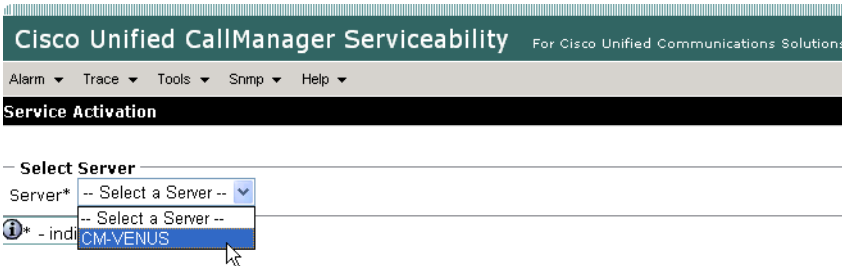 Cisco Unified CallManager Serviceability For Cisco Unified Communications Solutions
Alarm Trace Tools Snmp Help
Service Activation
Select Server
Server* -- Select a Server --
-- Select a Server --
* - indi
CM-VENUS